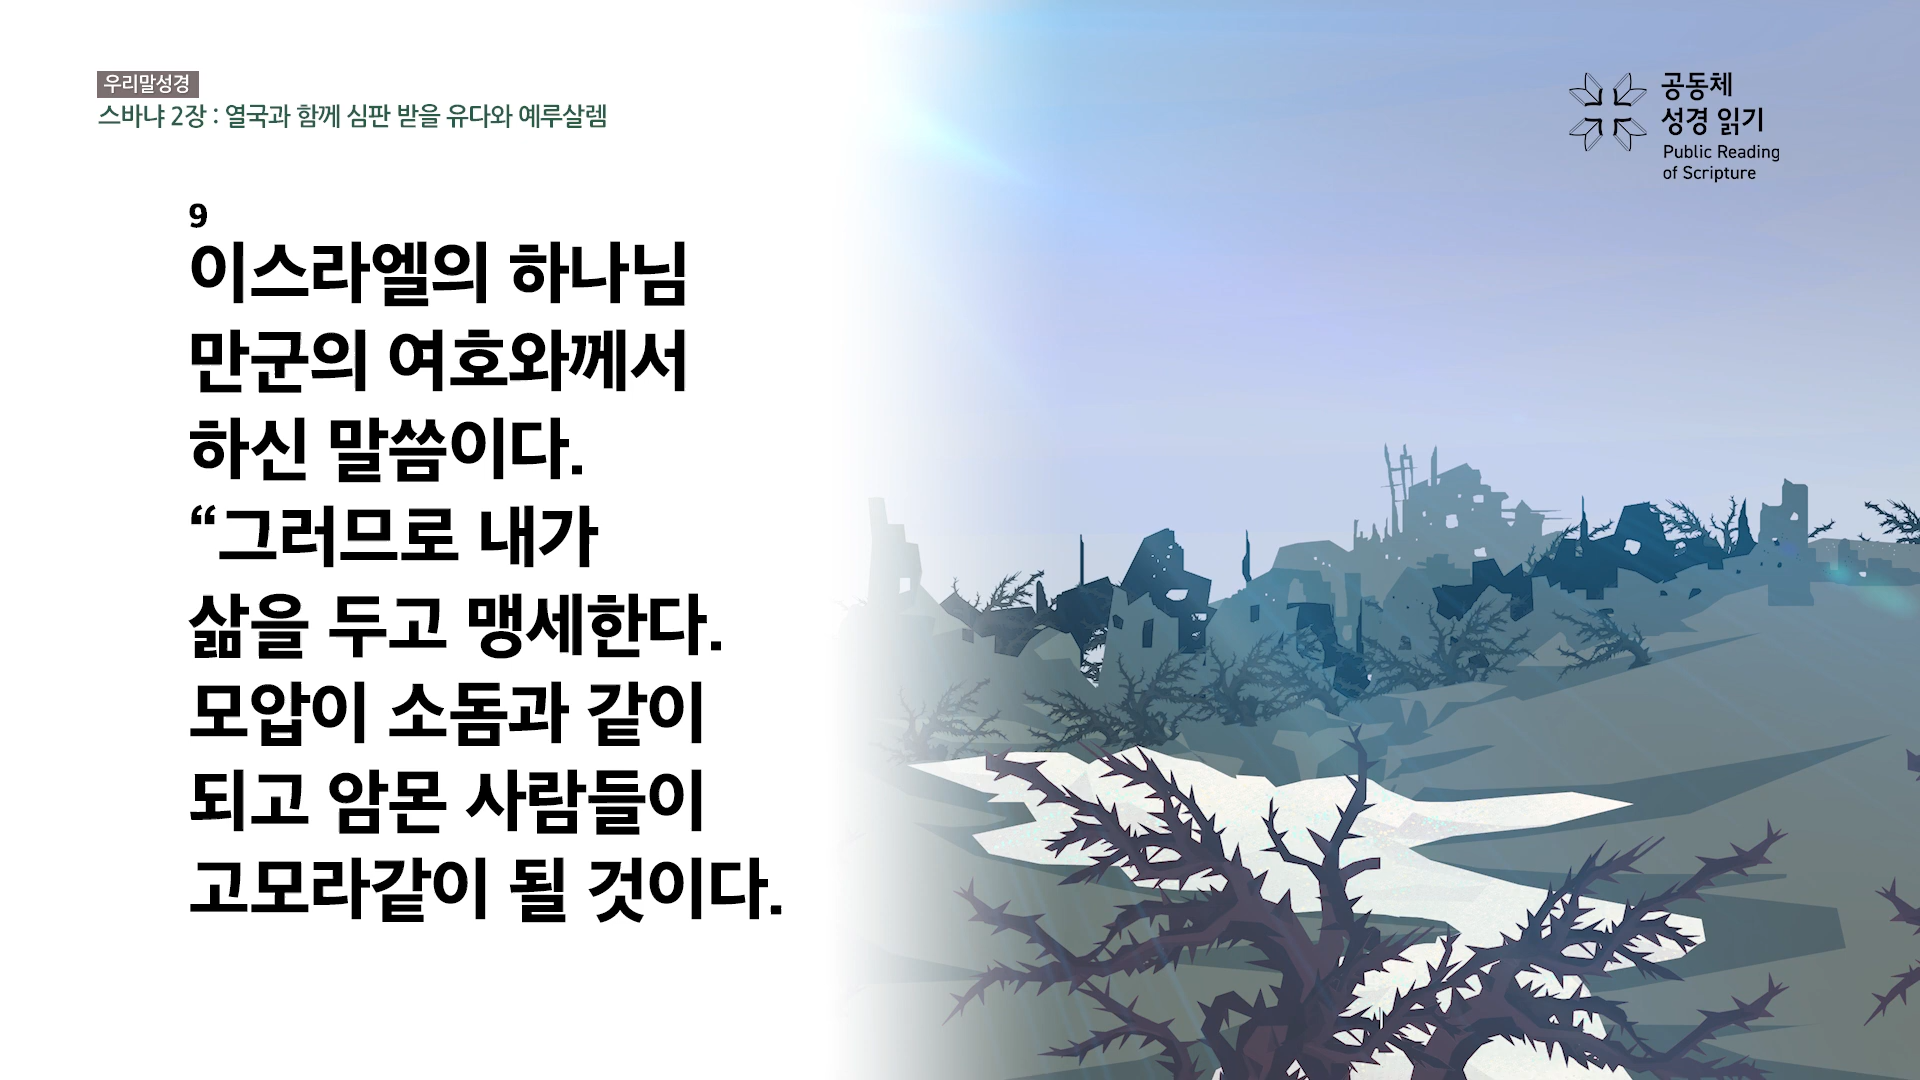 우리말성경
스바냐 2장 : 열국과 함께 심판 받을 유다와 예루살렘
공동체
성경 읽기
Public Reading
of Scripture
9
이스라엘의 하나님
만군의 여호와께서
하신 말씀이다.
“그러므로 내가
삶을 두고 맹세한다.
모압이 소돔과 같이
되고 암몬 사람들이
고모라같이 될 것이다.